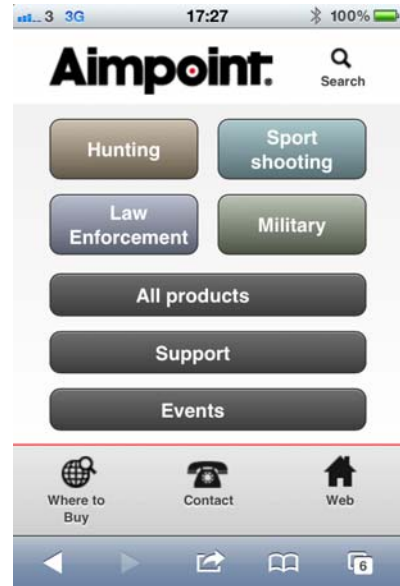 3 3G 17:27 100%
Aimpoint
Search
Hunting
Sport
shooting
Law
Enforcement
Military
All products
Support
Events
Where to
Buy
Contact
Web
6